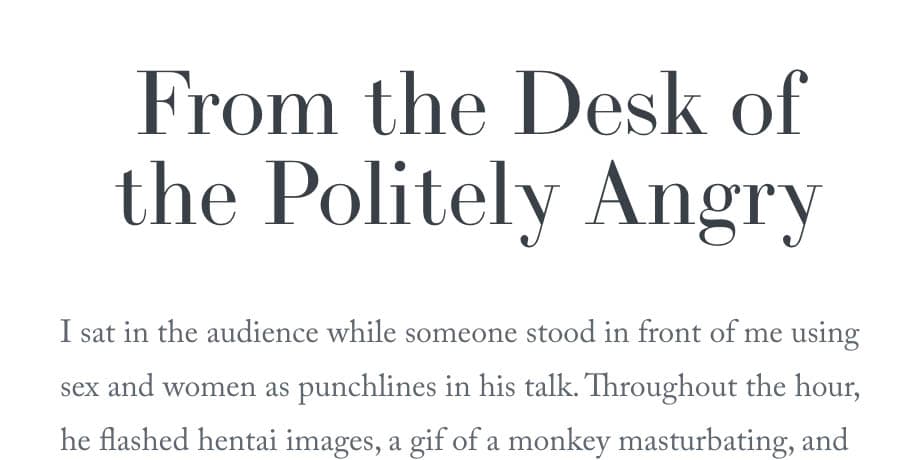 From the Desk of
the Politely Angry
I sat in the audience while someone stood in front of me using
sex and women as punchlines in his talk. Throughout the hour,
he flashed hentai images, a gif of a monkey masturbating, and